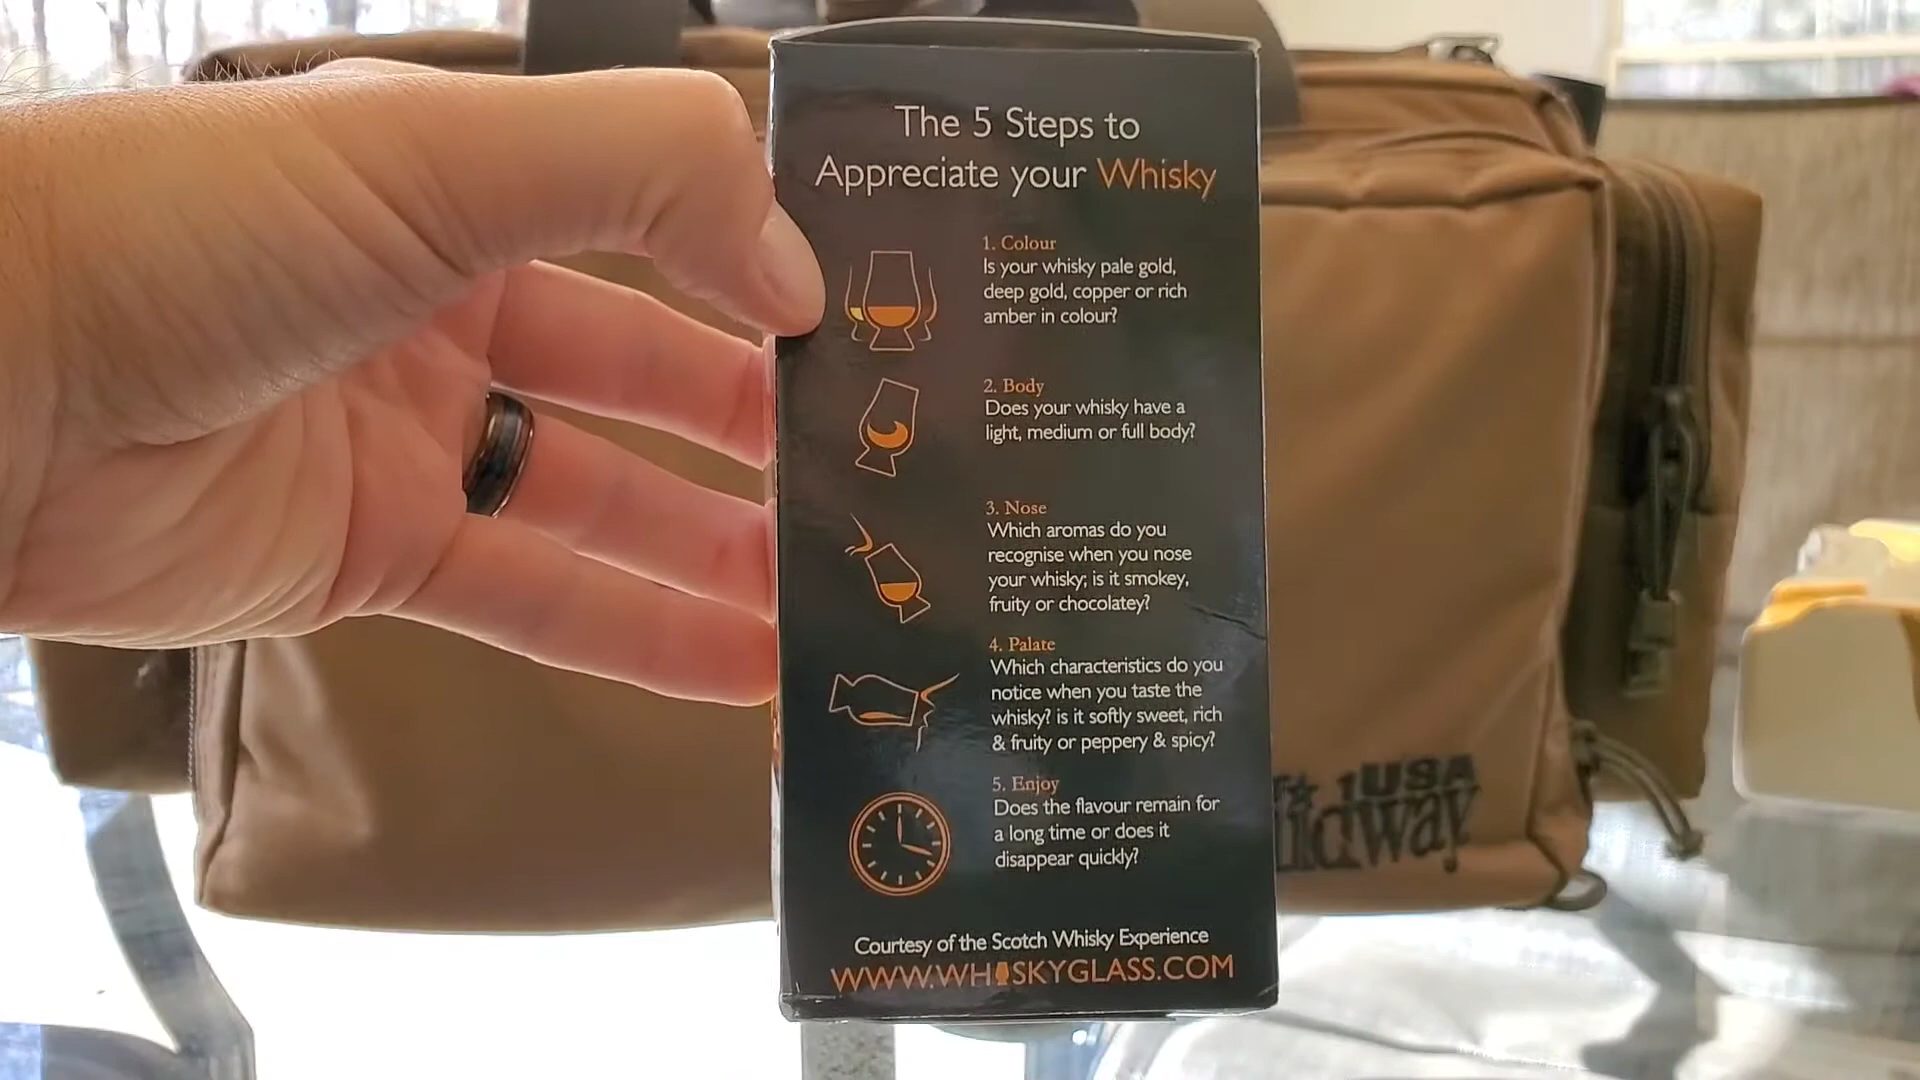 The 5 Steps to
Appreciate your Whisky
1. Colour
Is your whisky pale gold,
deep gold, copper or rich
amber in colour?
2. Body
Does your whisky have a
light, medium or full body?
3. Nose
Which aromas do you
recognise when you nose
your whisky; is it smokey,
fruity or chocolatey?
4. Palate
Which characteristics do you
notice when you taste the
whisky? is it softly sweet, rich
& fruity or peppery & spicy?
5. Enjoy
Does the flavour remain for
a long time or does it
disappear quickly?
Courtesy of the Scotch Whisky Experience
WWW.WHISKYGLASS.COM
USA